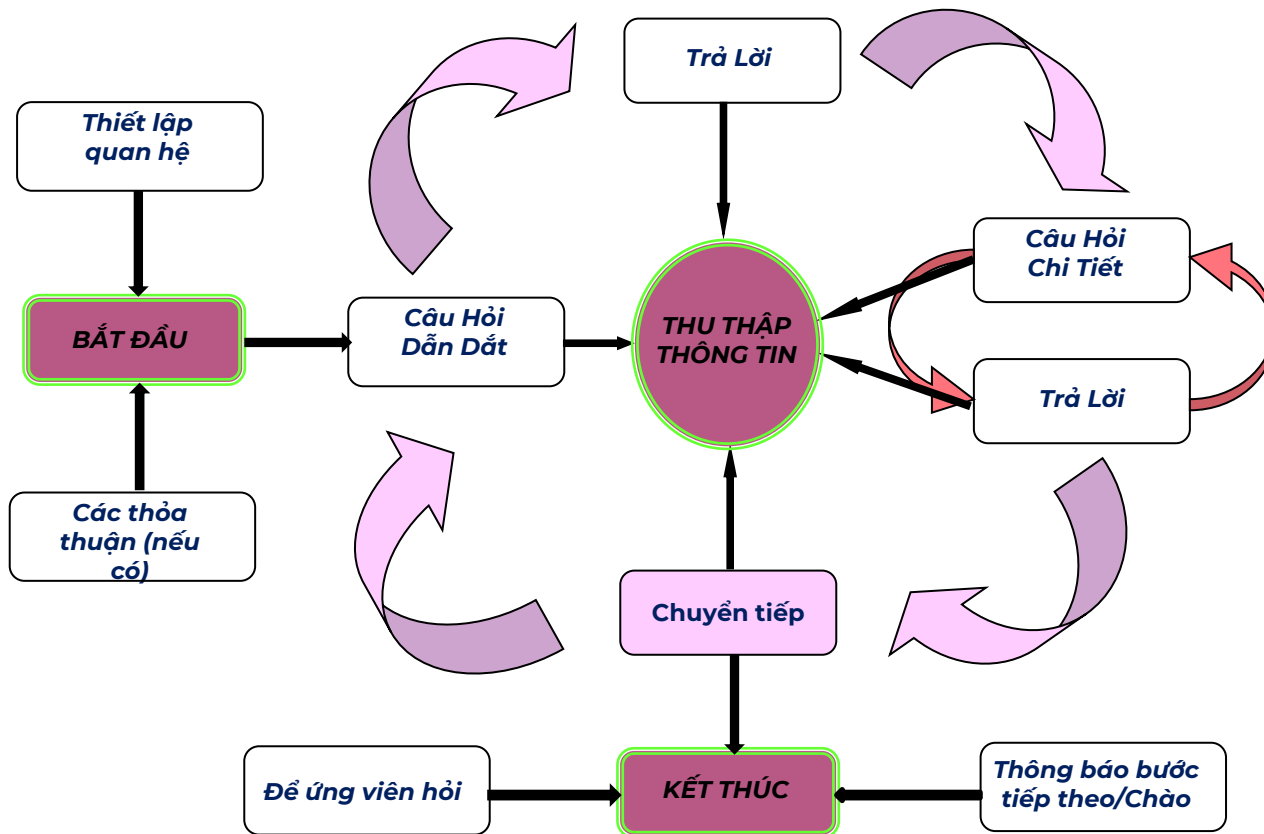 Trả Lời
Thiết lập
quan hệ
Câu Hỏi
Chi Tiết
BẮT ĐẦU
Câu Hỏi
Dẫn Dắt
THU THẬP
THÔNG TIN
Trả Lời
Các thỏa
thuận (nếu
có)
Chuyển tiếp
Để ứng viên hỏi
KẾT THÚC
Thông báo bước
tiếp theo/Chào